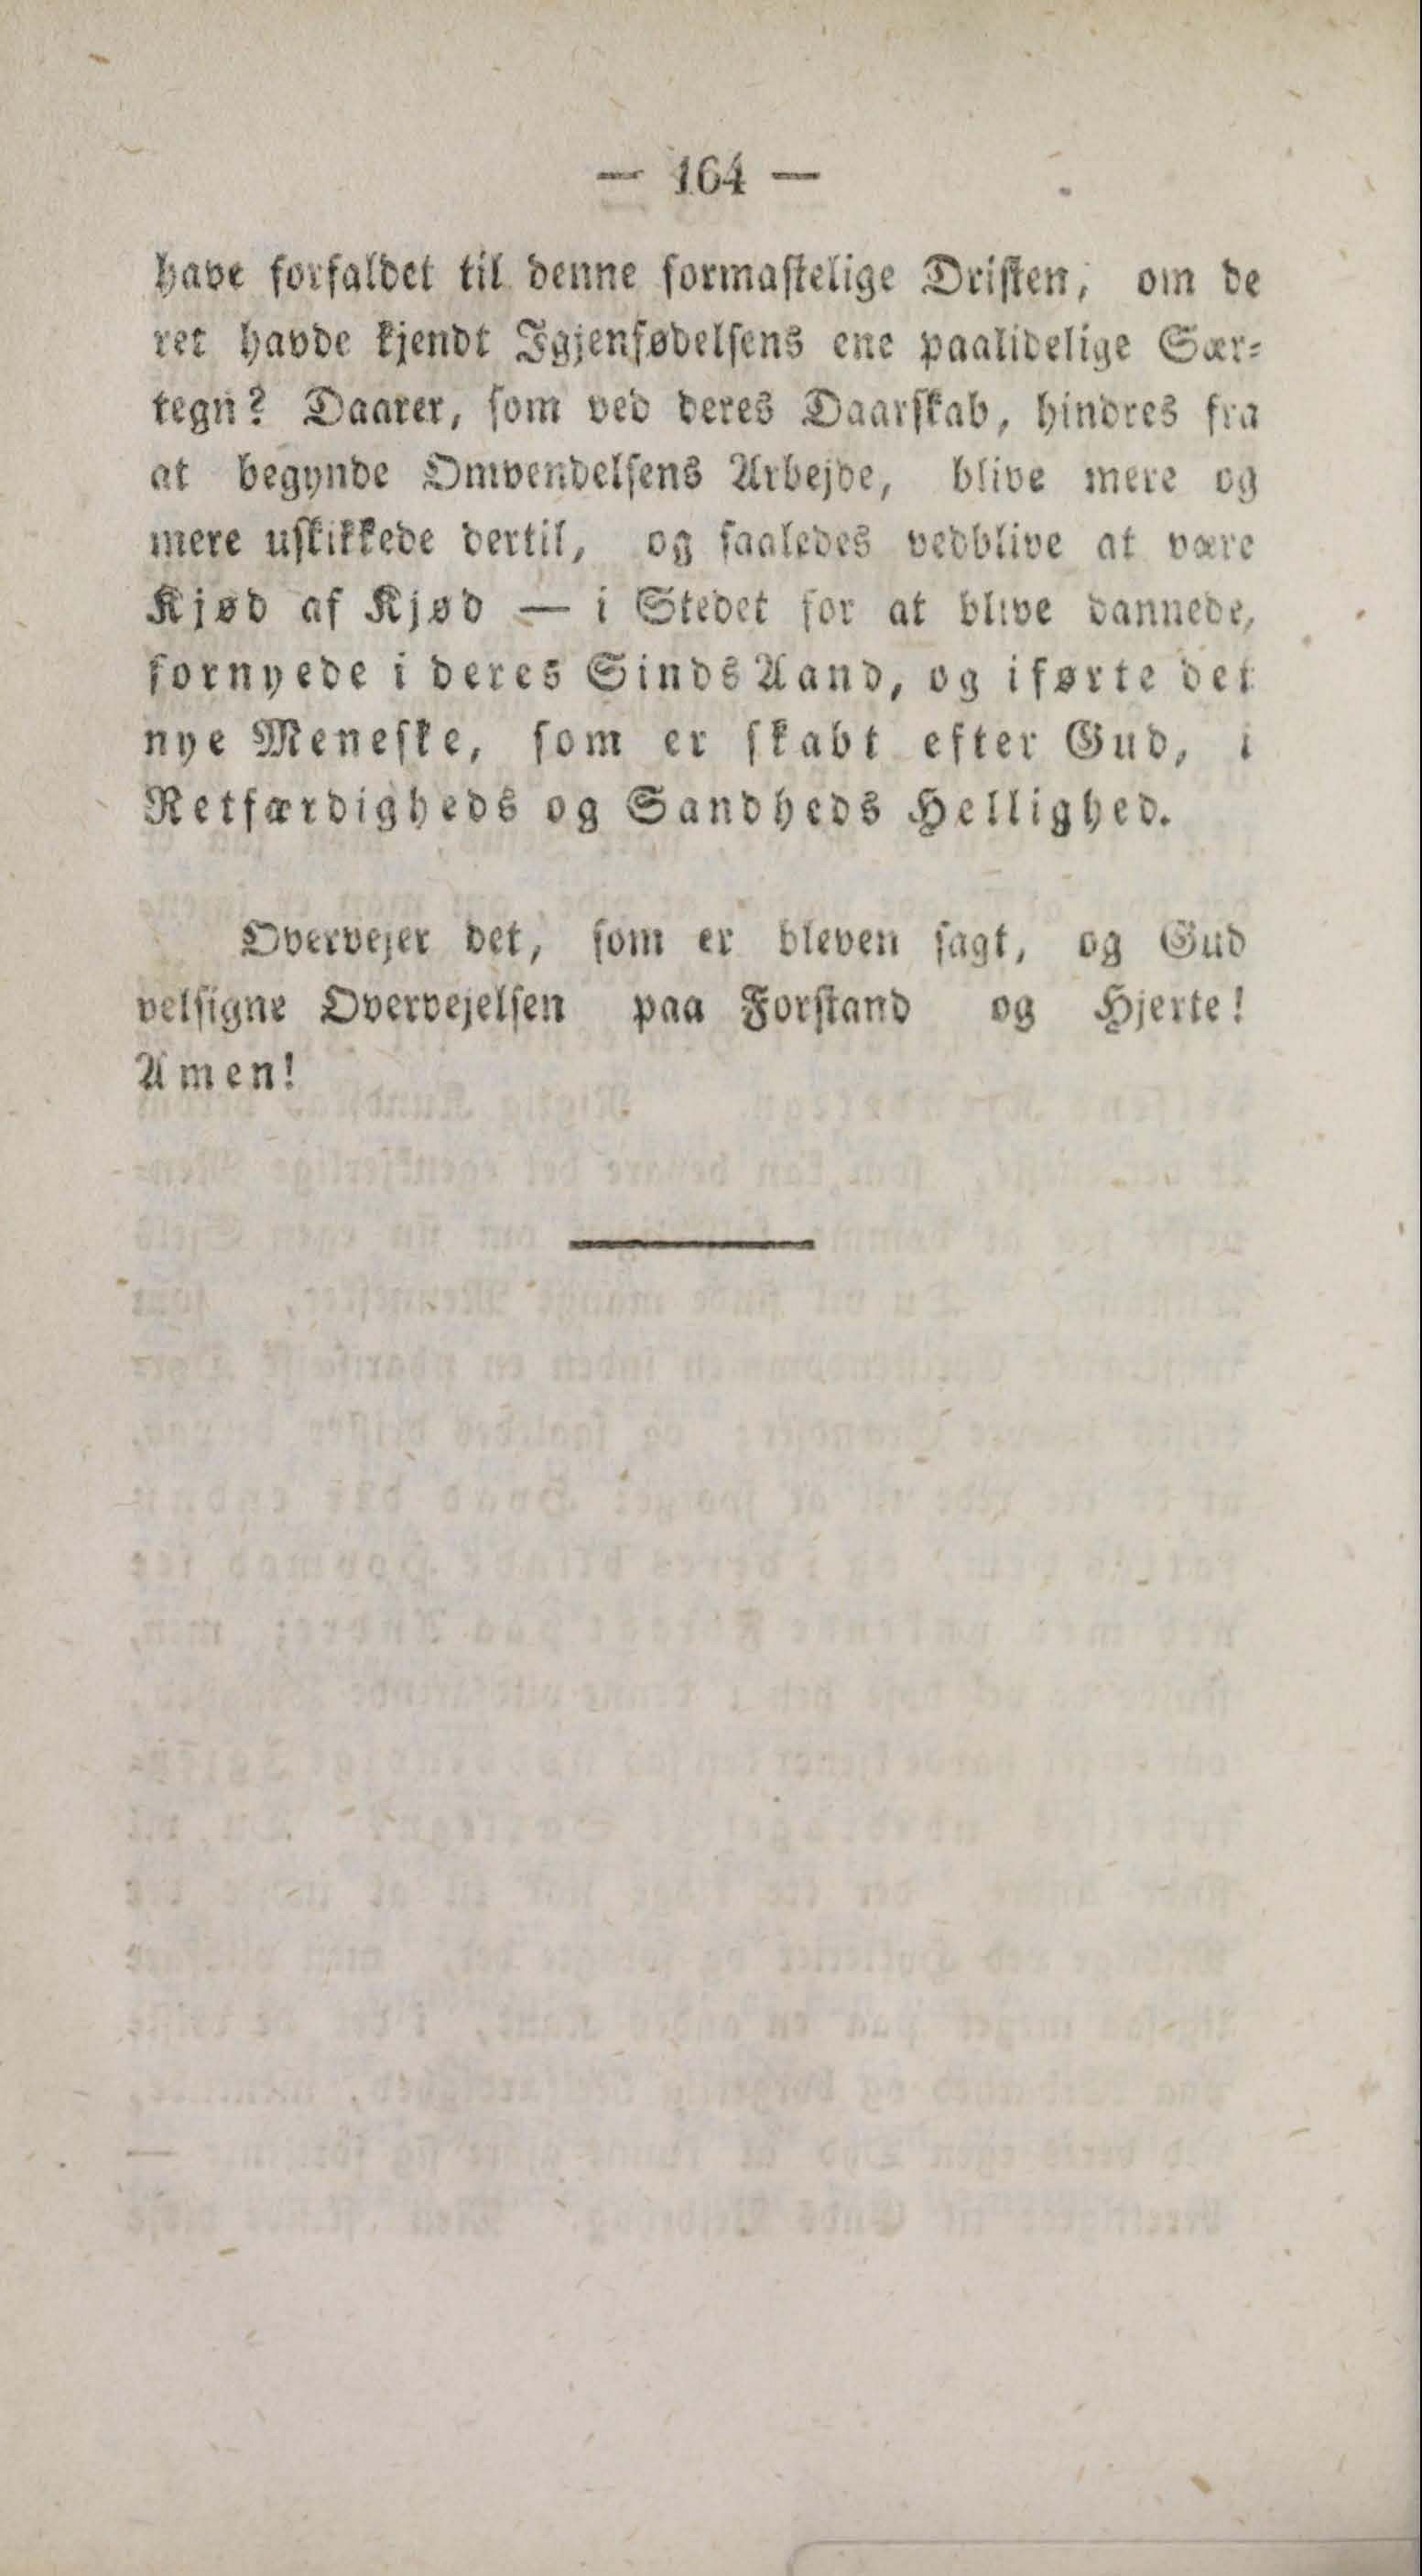 — 164 —
have forfaldet til denne formastelige Dristen, om de
ret havde kjendt Igjenfødelsens ene paalidelige Sær-
tegn? Daarer, som ved deres Daarskab, hindres fra
at begynde Omvendelsens Arbejde, blive mere og
mere uskikkede dertil, og saaledes vedblive at være
Kjød af Kjød — i Stedet for at blive dannede,
fornyede i deres Sinds Aand, og iførte det
nye Meneske, som er skabt efter Gud, i
Retfærdigheds og Sandheds Hellighed.
Overvejer det, som er bleven sagt, og Gud
velsigne Overvejelsen paa Forstand og Hjerte!
Amen!